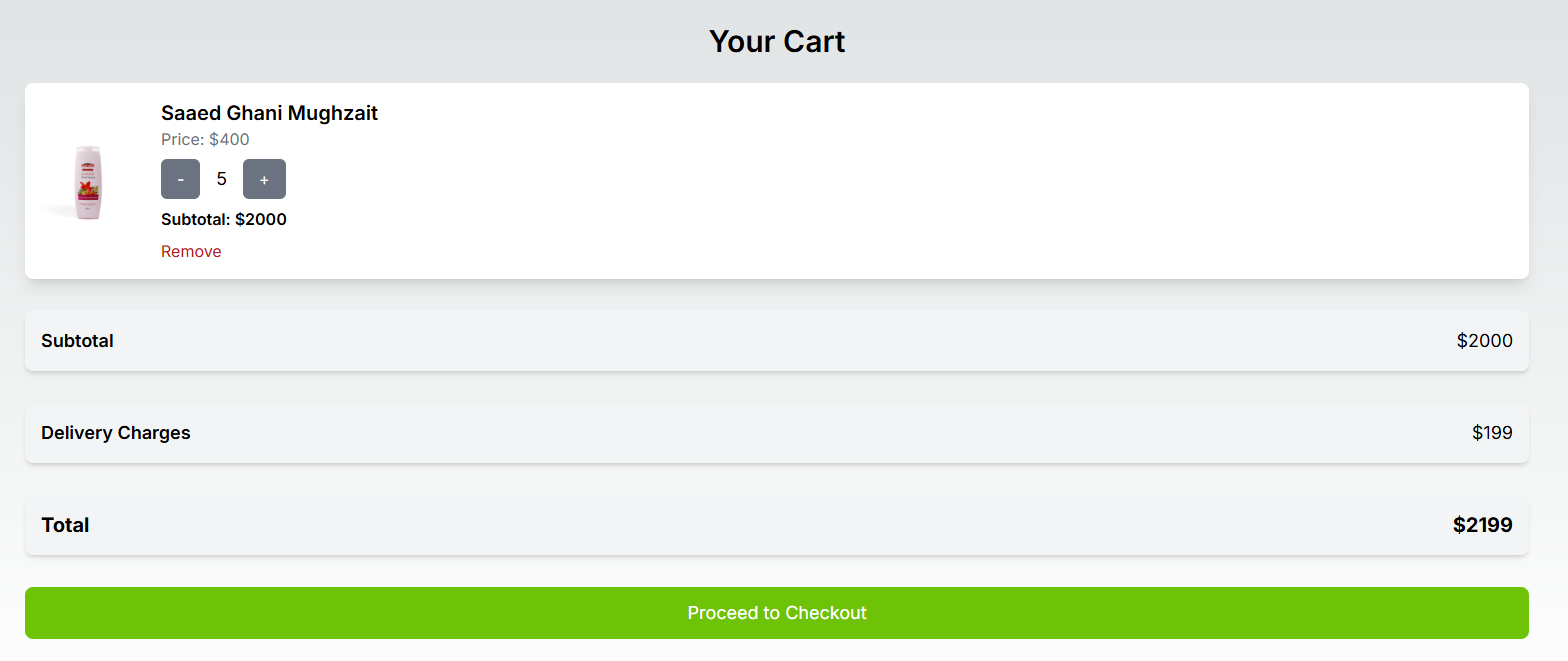 Your Cart
Saaed Ghani Mughzait
Price: $400
- 5 +
Subtotal: $2000
Remove
Subtotal $2000
Delivery Charges $199
Total $2199
Proceed to Checkout